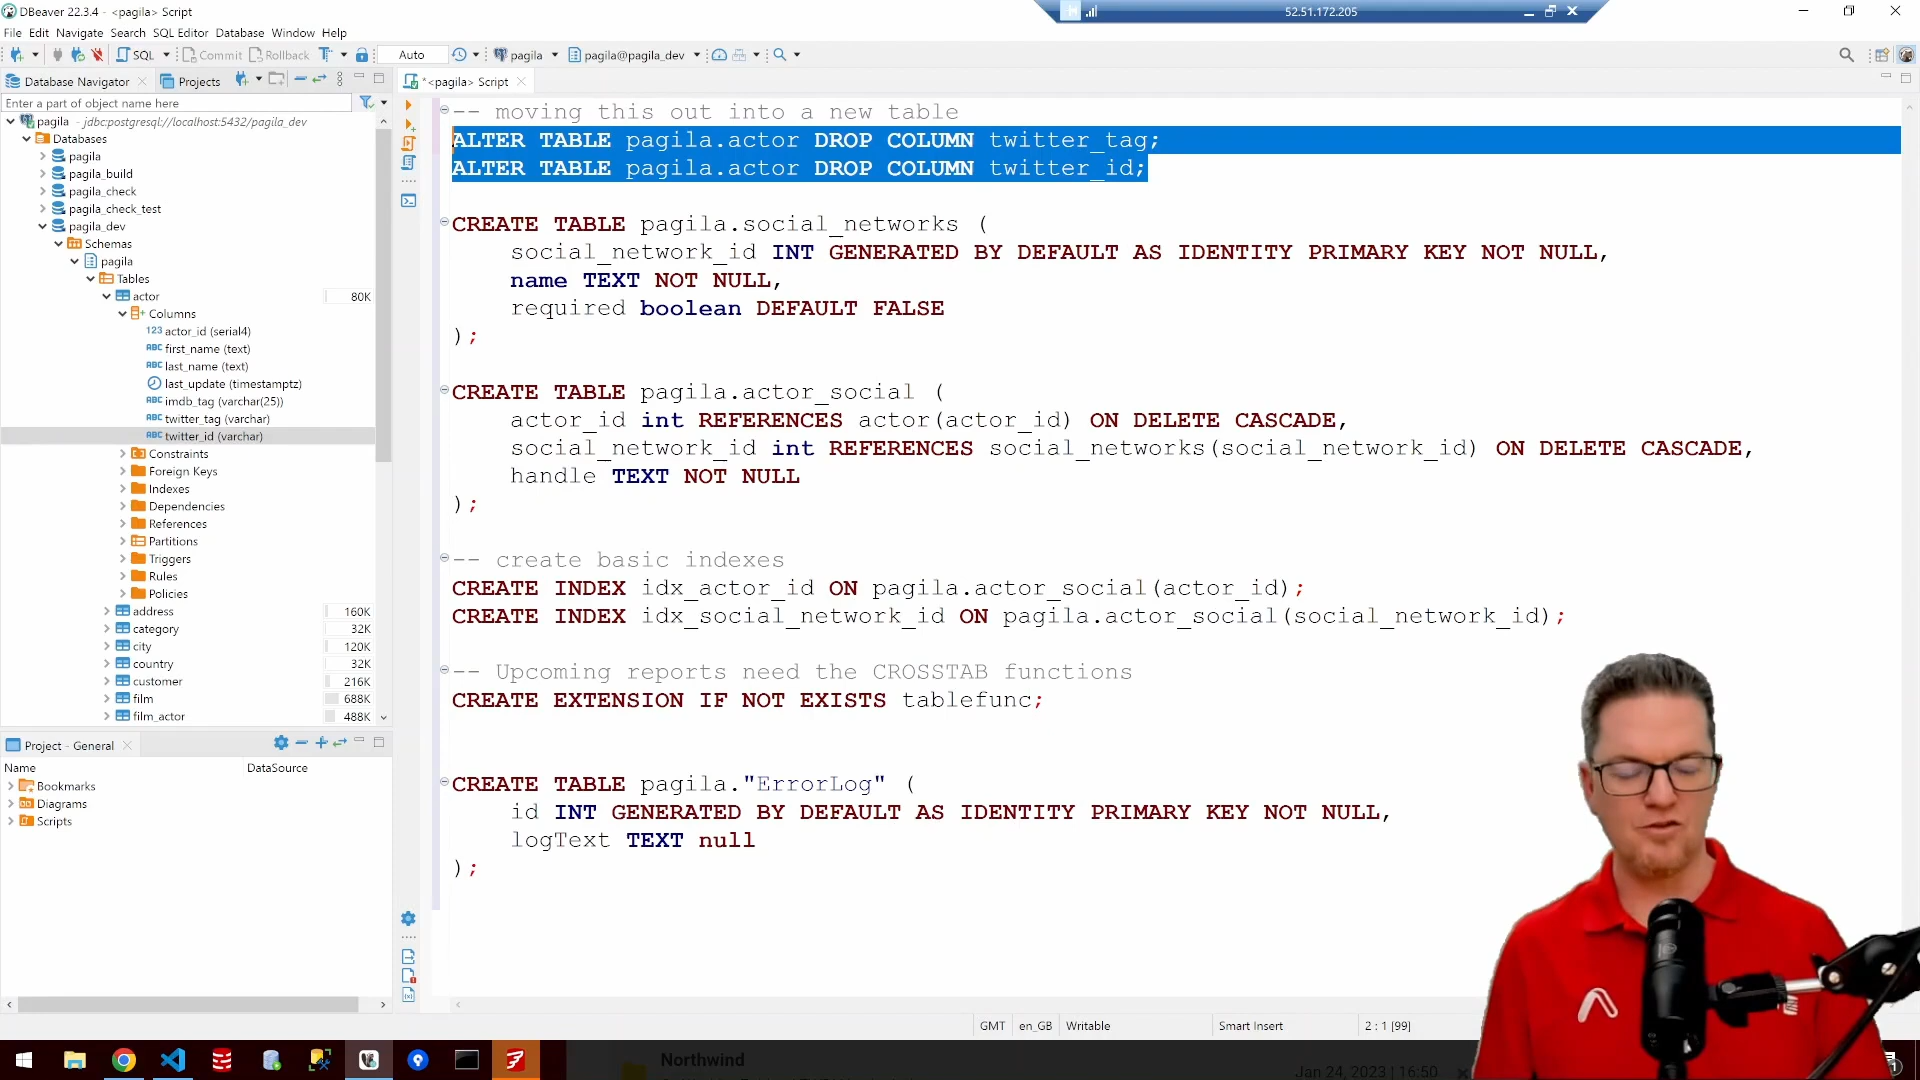 DBeaver 22.3.4 - <pagila> Script
52.51.172.205
File Edit Navigate Search SQL Editor Database Window Help
SQL Commit Rollback Auto pagila pagila@pagila_dev
Database Navigator Projects
*<pagila> Script
Enter a part of object name here
pagila - jdbc:postgresql://localhost:5432/pagila_dev
Databases
pagila
pagila_build
pagila_check
pagila_check_test
pagila_dev
Schemas
pagila
Tables
actor 80K
Columns
123 actor_id (serial4)
ABC first_name (text)
ABC last_name (text)
last_update (timestamptz)
ABC imdb_tag (varchar(25))
ABC twitter_tag (varchar)
ABC twitter_id (varchar)
Constraints
Foreign Keys
Indexes
Dependencies
References
Partitions
Triggers
Rules
Policies
address 160K
category 32K
city 120K
country 32K
customer 216K
film 688K
film_actor 488K
Project - General
Name DataSource
Bookmarks
Diagrams
Scripts
-- moving this out into a new table
ALTER TABLE pagila.actor DROP COLUMN twitter_tag;
ALTER TABLE pagila.actor DROP COLUMN twitter_id;
CREATE TABLE pagila.social_networks (
social_network_id INT GENERATED BY DEFAULT AS IDENTITY PRIMARY KEY NOT NULL,
name TEXT NOT NULL,
required boolean DEFAULT FALSE
);
CREATE TABLE pagila.actor_social (
actor_id int REFERENCES actor(actor_id) ON DELETE CASCADE,
social_network_id int REFERENCES social_networks(social_network_id) ON DELETE CASCADE,
handle TEXT NOT NULL
);
-- create basic indexes
CREATE INDEX idx_actor_id ON pagila.actor_social(actor_id);
CREATE INDEX idx_social_network_id ON pagila.actor_social(social_network_id);
-- Upcoming reports need the CROSSTAB functions
CREATE EXTENSION IF NOT EXISTS tablefunc;
CREATE TABLE pagila."ErrorLog" (
id INT GENERATED BY DEFAULT AS IDENTITY PRIMARY KEY NOT NULL,
logText TEXT null
);
GMT en_GB Writable Smart Insert 2 : 1 [99]
Northwind
Jan 24, 2023 | 16:50